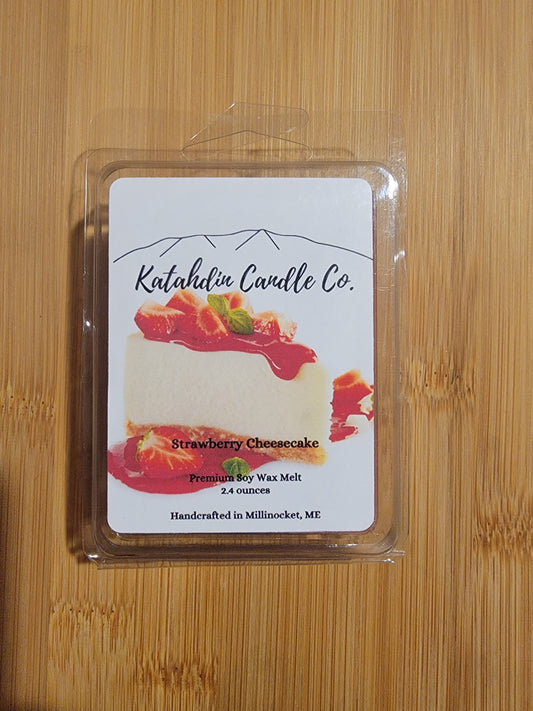 Katahdin Candle Co.
Strawberry Cheesecake
Premium Soy Wax Melt
2.4 ounces
Handcrafted in Millinocket, ME